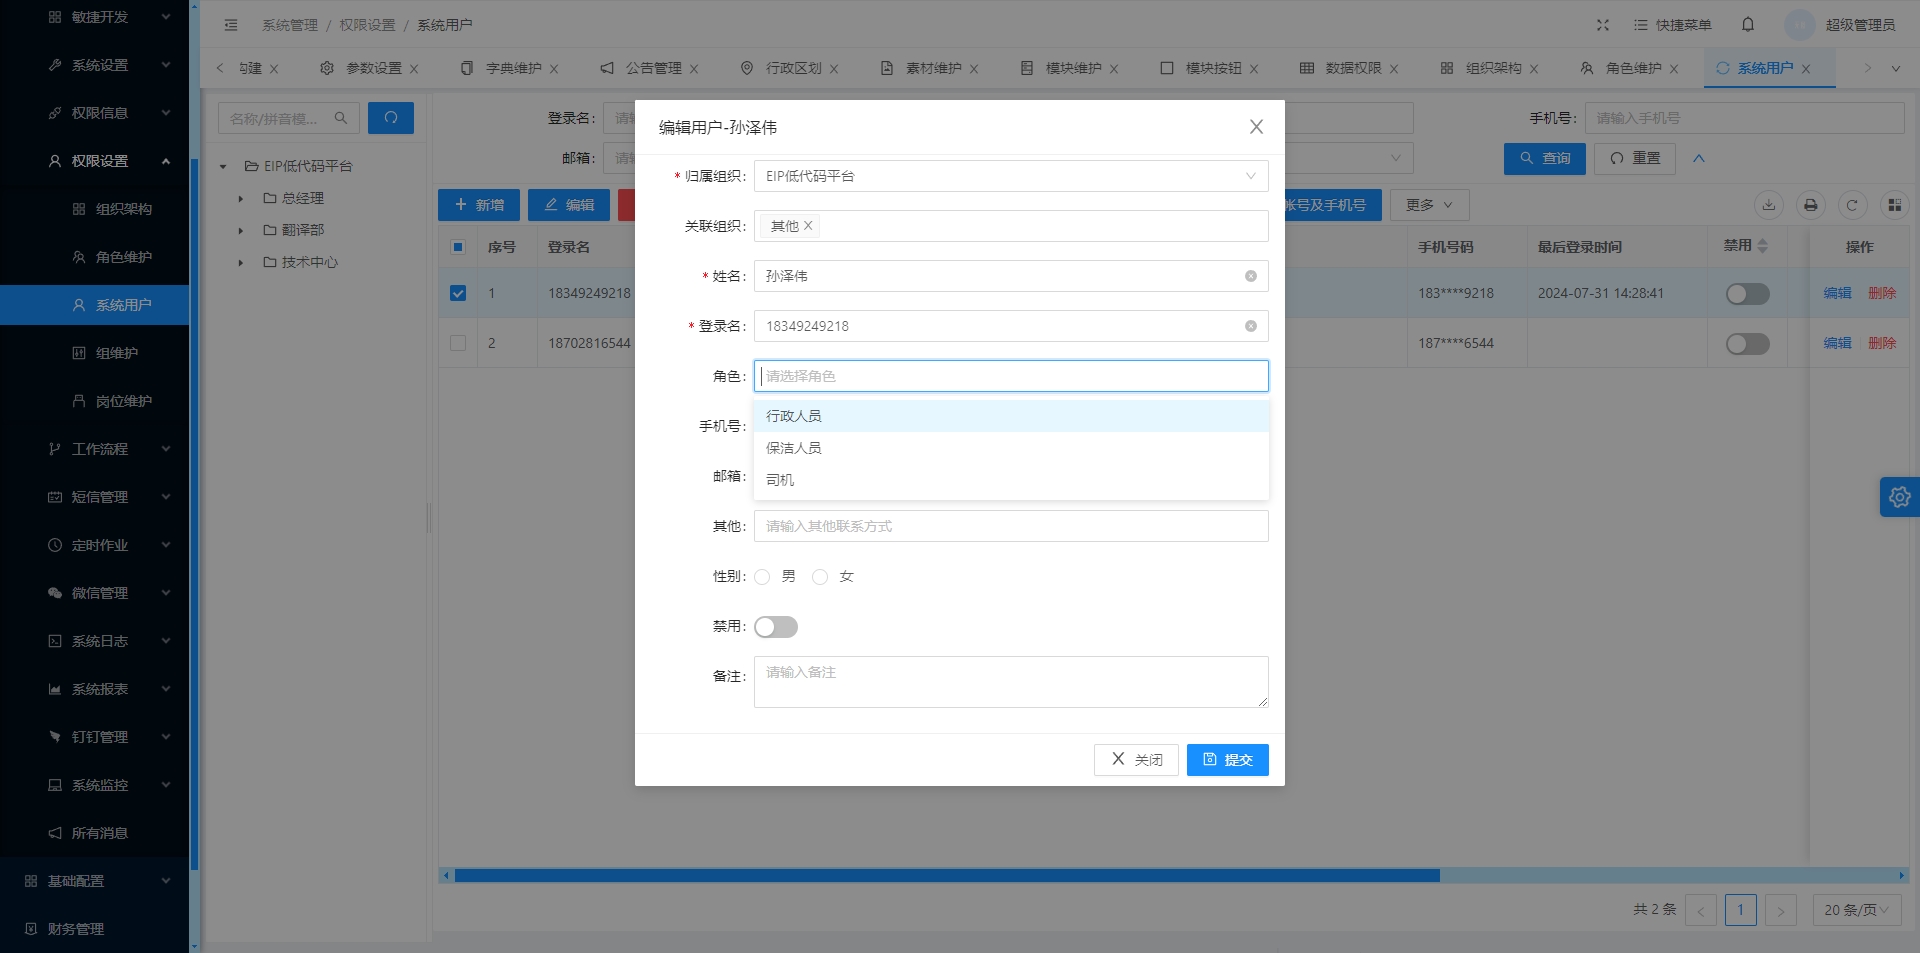 敏捷开发
系统设置
权限信息
权限设置
组织架构
角色维护
系统用户
组维护
岗位维护
工作流程
短信管理
定时作业
微信管理
系统日志
系统报表
钉钉管理
系统监控
所有消息
基础配置
财务管理
系统管理 / 权限设置 / 系统用户
快捷菜单
超级管理员
构建 参数设置 字典维护 公告管理 行政区划 素材维护 模块维护 模块按钮 数据权限 组织架构 角色维护 系统用户
名称/拼音模...
EIP低代码平台
总经理
翻译部
技术中心
登录名:
手机号: 请输入手机号
邮箱:
查询 重置
新增 编辑 帐号及手机号 更多
序号 登录名 手机号码 最后登录时间 禁用 操作
1 18349249218 183****9218 2024-07-31 14:28:41 编辑 删除
2 18702816544 187****6544 编辑 删除
共 2 条 1 20 条/页
编辑用户-孙泽伟
* 归属组织: EIP低代码平台
关联组织: 其他
* 姓名: 孙泽伟
* 登录名: 18349249218
角色: 请选择角色
行政人员
手机号:
保洁人员
邮箱:
司机
其他: 请输入其他联系方式
性别: 男 女
禁用:
备注: 请输入备注
关闭 提交